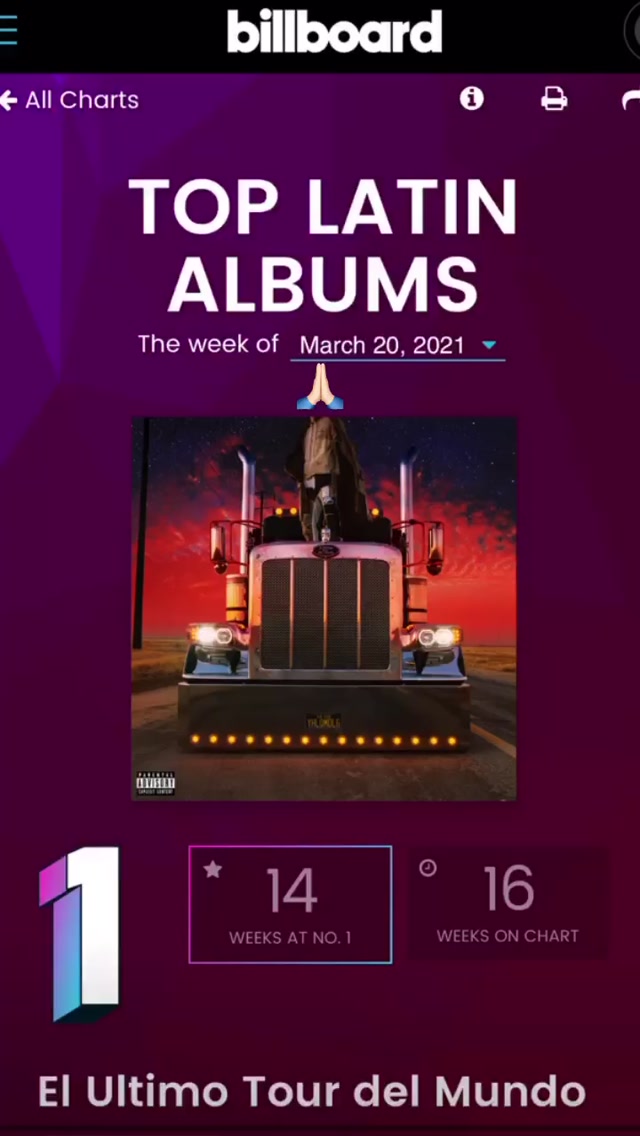 billboard
All Charts
TOP LATIN
ALBUMS
The week of March 20, 2021
YHLQMDLG
PARENTAL
ADVISORY
EXPLICIT CONTENT
1
14
WEEKS AT NO. 1
16
WEEKS ON CHART
El Ultimo Tour del Mundo